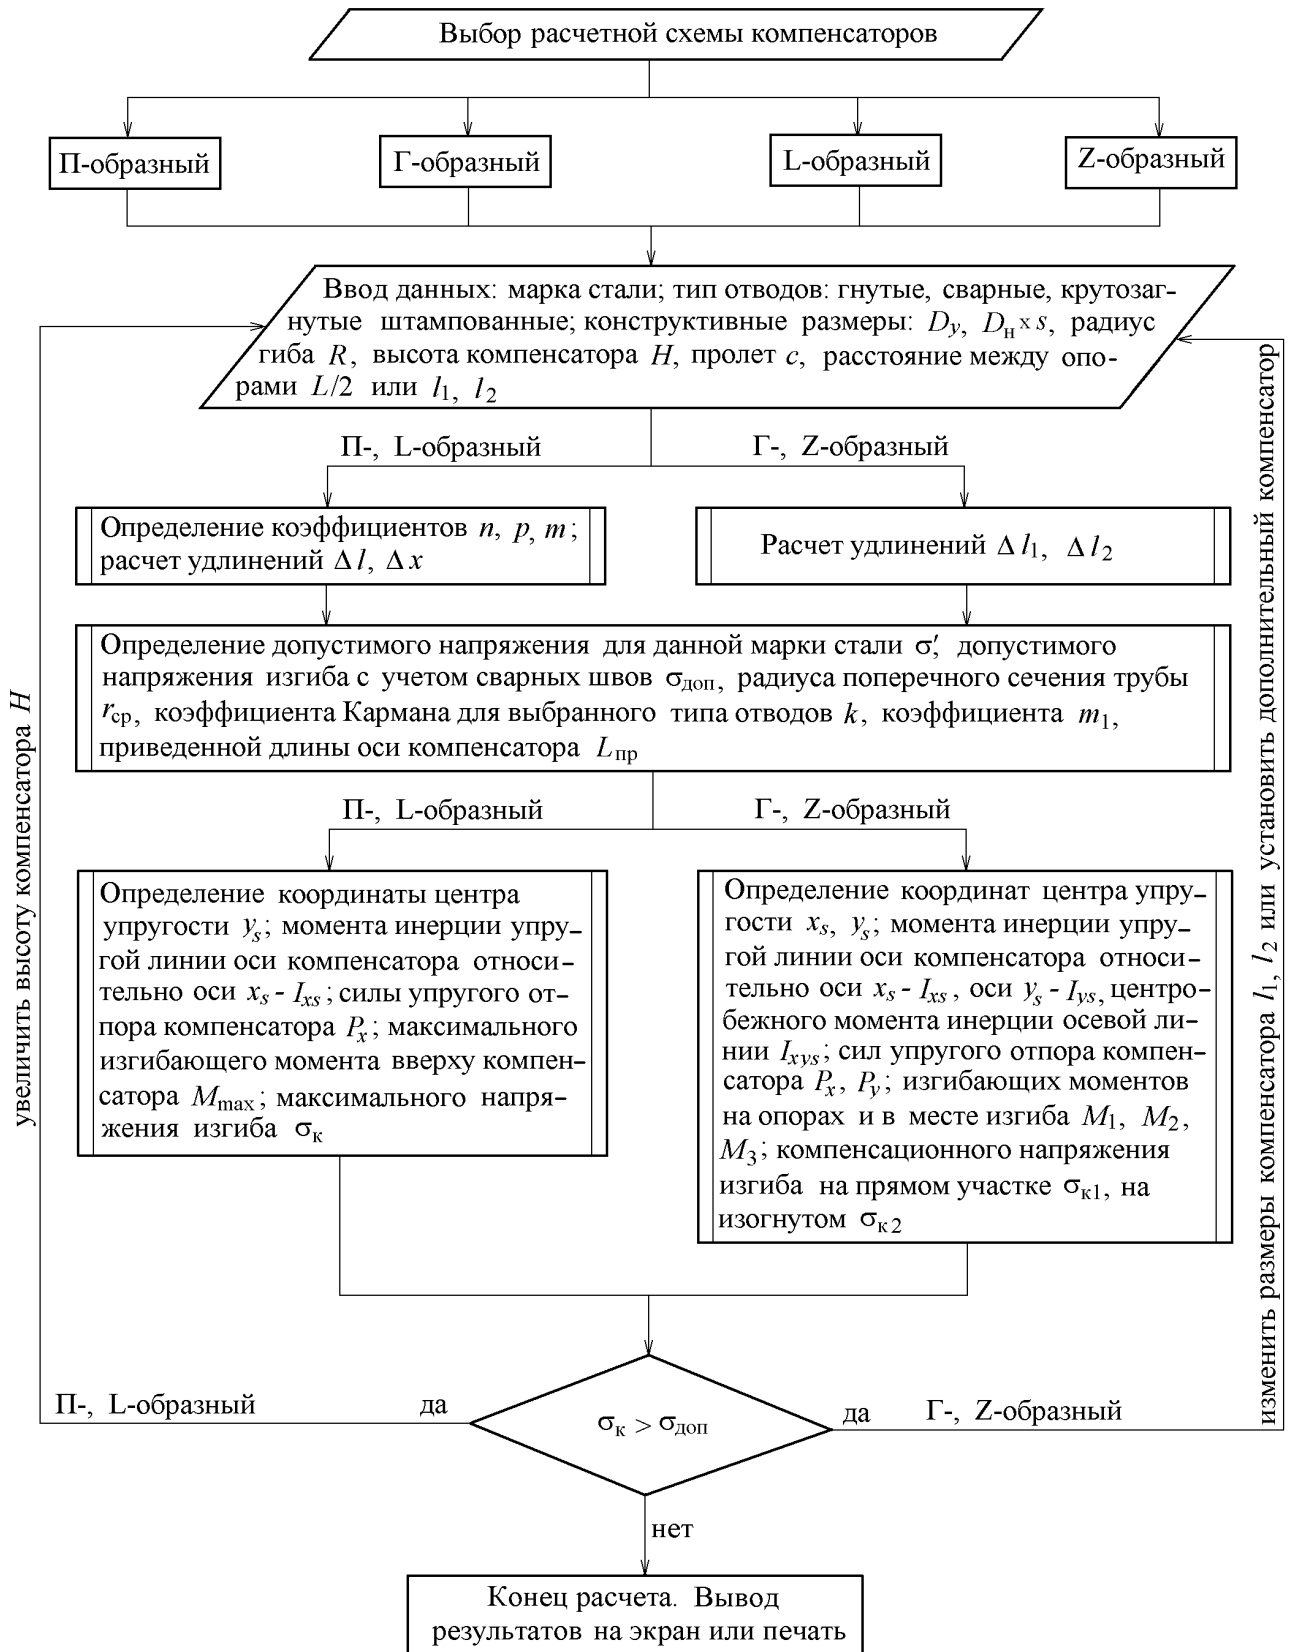 Выбор расчетной схемы компенсаторов
П-образный
Г-образный
L-образный
Z-образный
Ввод данных: марка стали; тип отводов: гнутые, сварные, крутозаг-
нутые штампованные; конструктивные размеры: Dу, Dн × s, радиус
гиба R, высота компенсатора H, пролет c, расстояние между опо-
рами L/2 или l1, l2
П-, L-образный
Г-, Z-образный
Определение коэффициентов n, p, m;
расчет удлинений Δl, Δx
Расчет удлинений Δl1, Δl2
Определение допустимого напряжения для данной марки стали σ′, допустимого
напряжения изгиба с учетом сварных швов σдоп, радиуса поперечного сечения трубы
rср, коэффициента Кармана для выбранного типа отводов k, коэффициента m1,
приведенной длины оси компенсатора Lпр
П-, L-образный
Г-, Z-образный
Определение координаты центра
упругости ys; момента инерции упру-
гой линии оси компенсатора относи-
тельно оси xs - Ixs; силы упругого от-
пора компенсатора Px; максимального
изгибающего момента вверху компен-
сатора Mmax; максимального напря-
жения изгиба σк
Определение координат центра упру-
гости xs, ys; момента инерции упру-
гой линии оси компенсатора относи-
тельно оси xs - Ixs, оси ys - Iys, центро-
бежного момента инерции осевой ли-
нии Ixys; сил упругого отпора компен-
сатора Px, Py; изгибающих моментов
на опорах и в месте изгиба M1, M2,
M3; компенсационного напряжения
изгиба на прямом участке σк1, на
изогнутом σк2
увеличить высоту компенсатора H
изменить размеры компенсатора l1, l2 или установить дополнительный компенсатор
П-, L-образный
да
σк > σдоп
да
Г-, Z-образный
нет
Конец расчета. Вывод
результатов на экран или печать